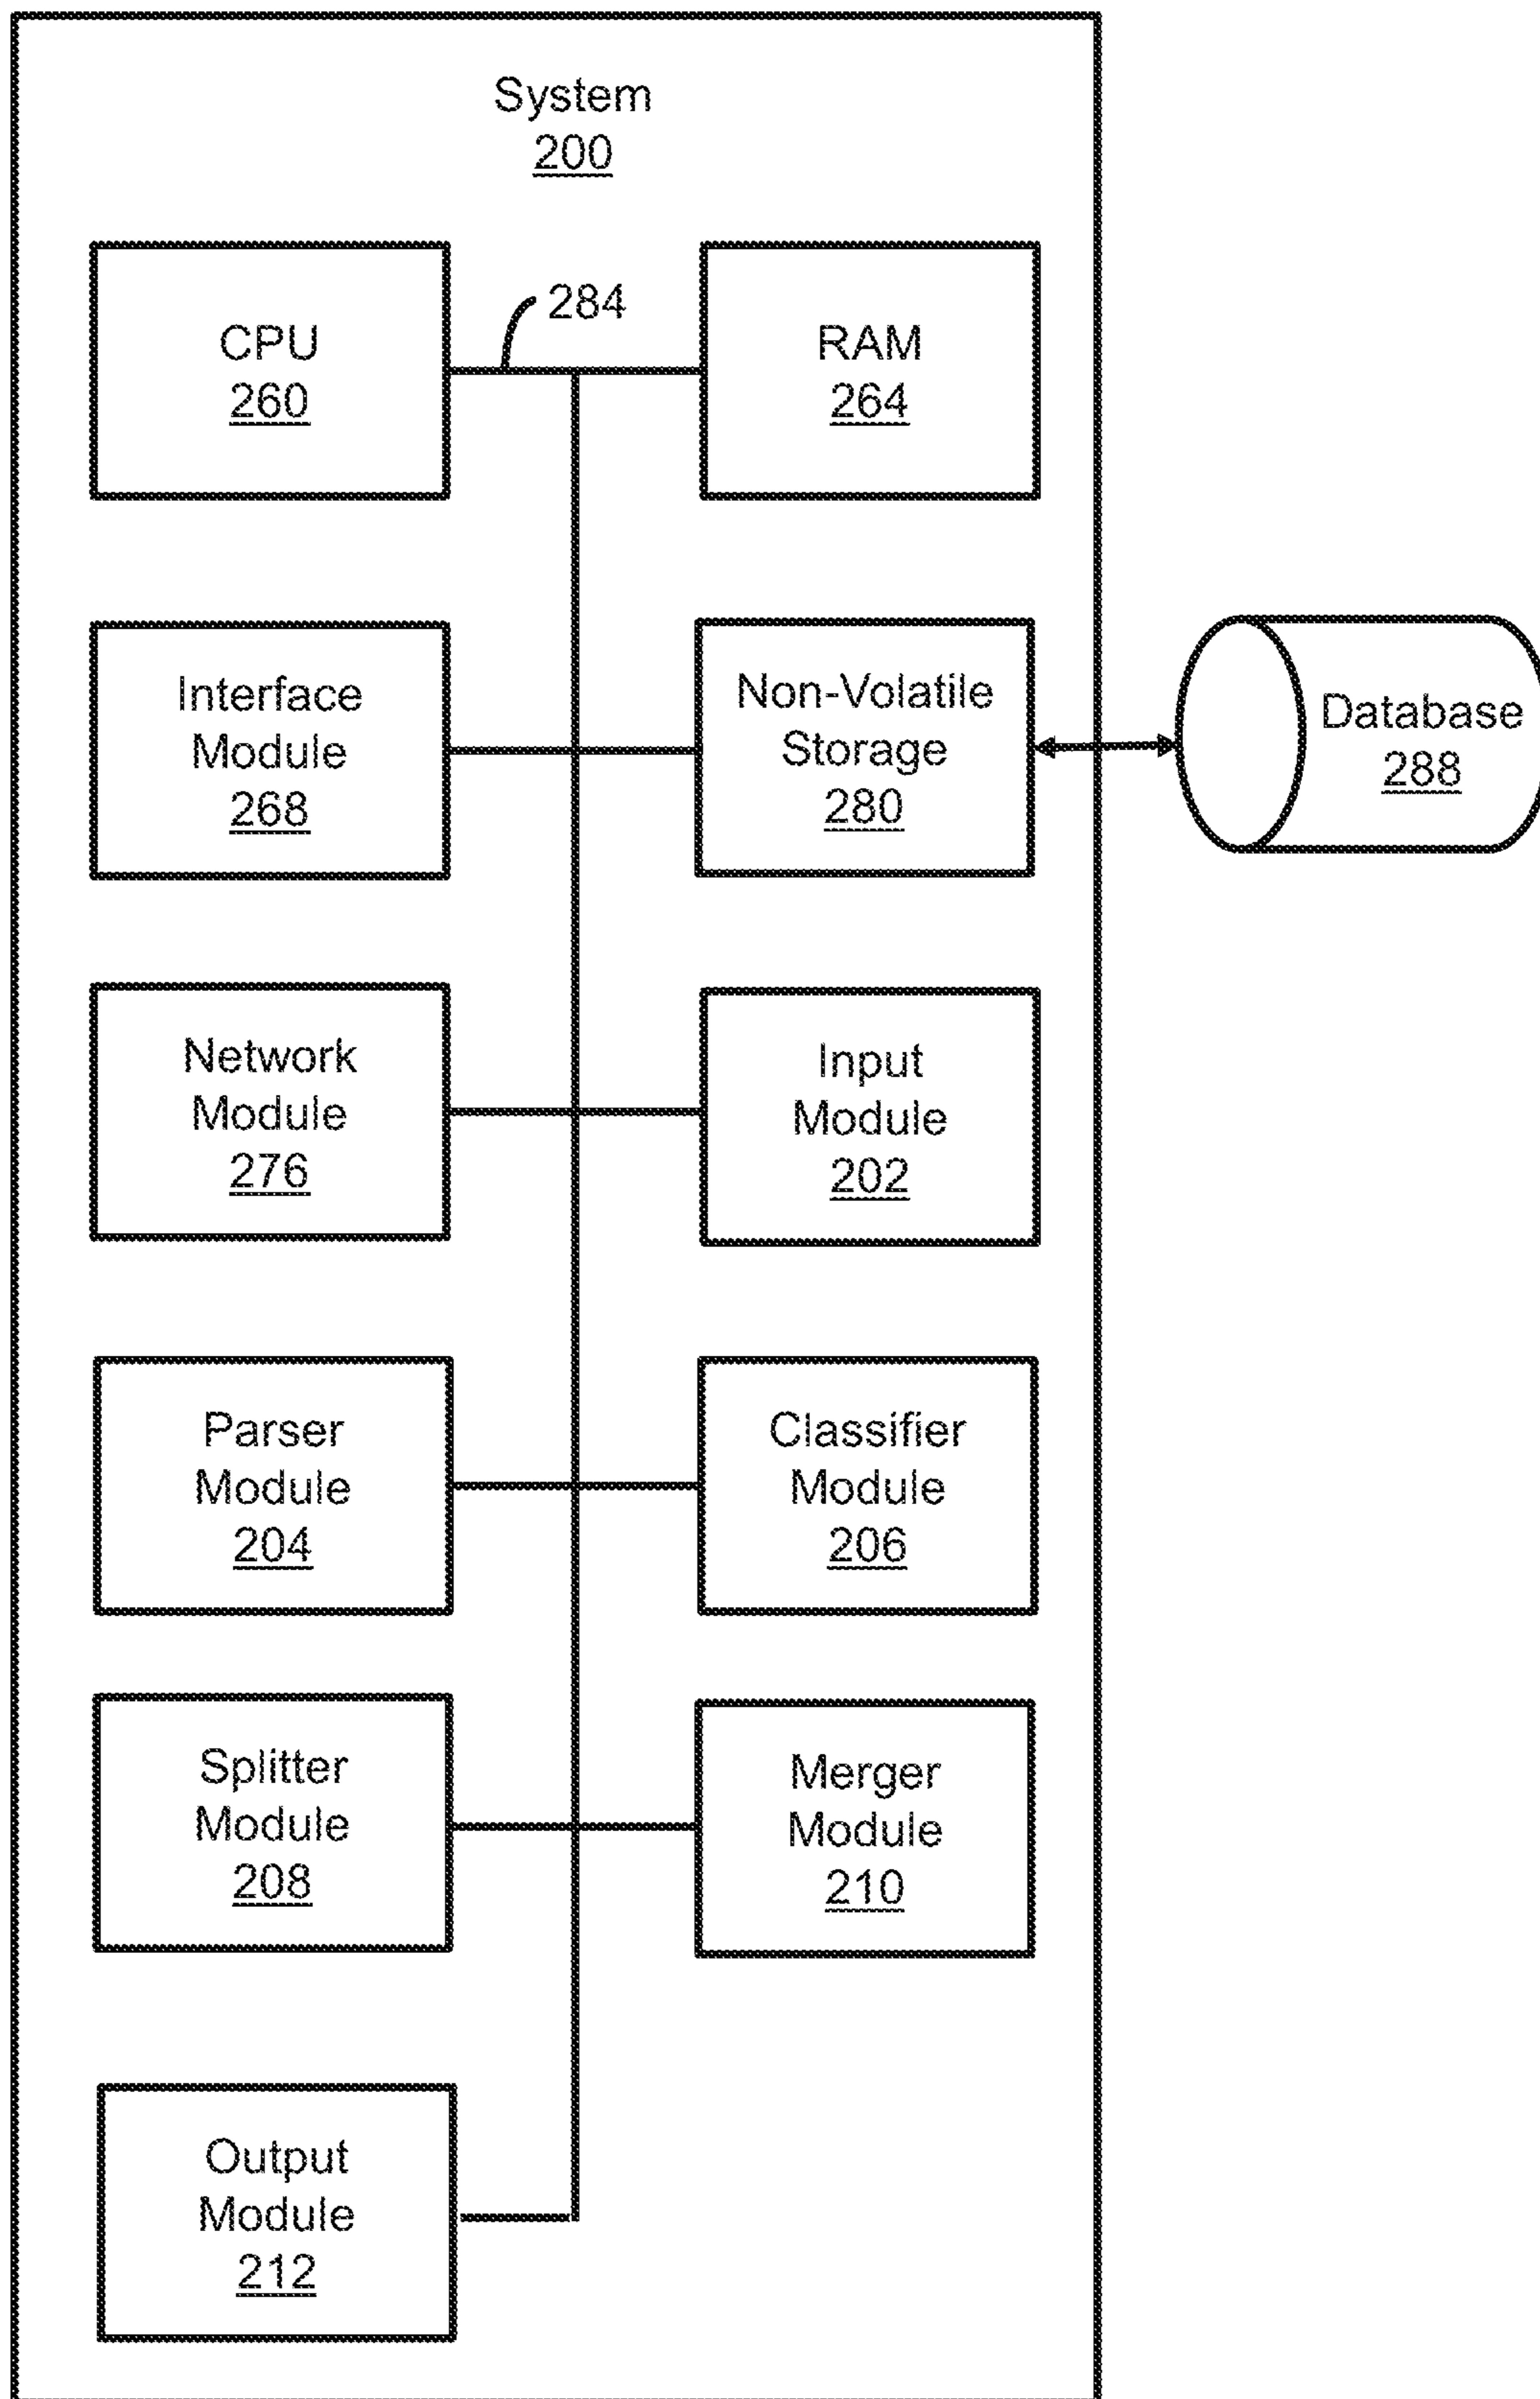 System
200
CPU
260
284
RAM
264
Interface
Module
268
Non-Volatile
Storage
280
Database
288
Network
Module
276
Input
Module
202
Parser
Module
204
Classifier
Module
206
Splitter
Module
208
Merger
Module
210
Output
Module
212